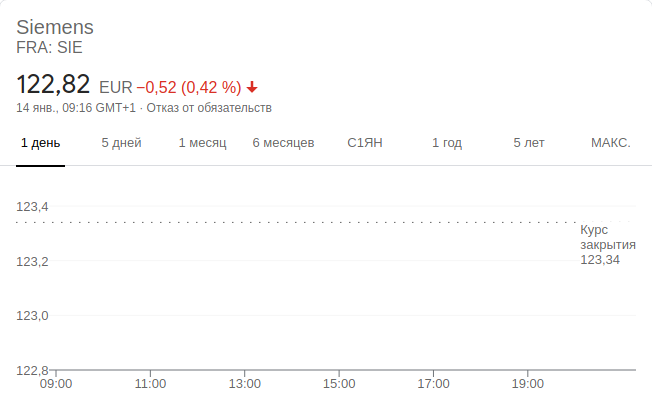 Siemens
FRA: SIE
122,82 EUR −0,52 (0,42 %)
14 янв., 09:16 GMT+1 · Отказ от обязательств
1 день 5 дней 1 месяц 6 месяцев С1ЯН 1 год 5 лет МАКС.
123,4
Курс
закрытия
123,34
123,2
123,0
122,8
09:00 11:00 13:00 15:00 17:00 19:00